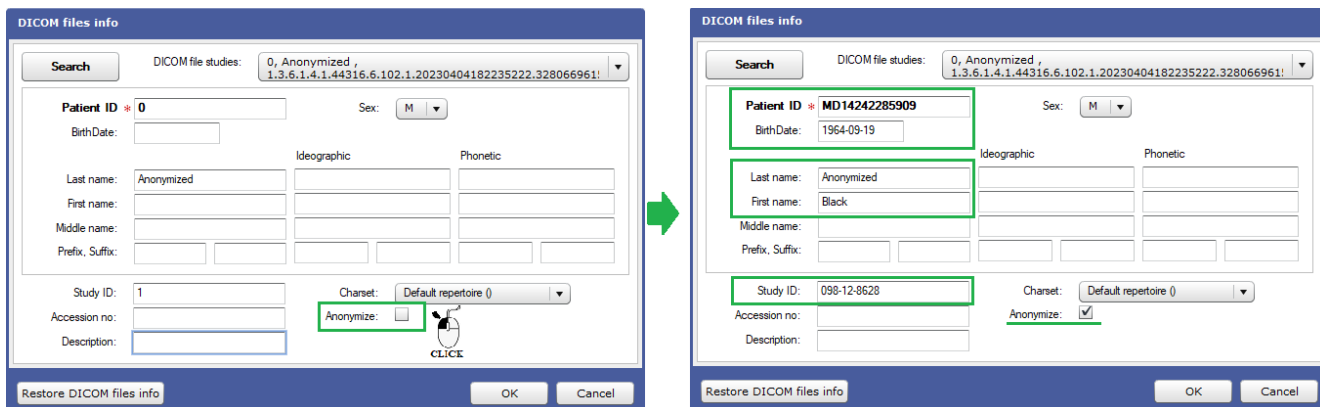 DICOM files info
Search
DICOM file studies:
0, Anonymized ,
1.3.6.1.4.1.44316.6.102.1.20230404182235222.328066961
Patient ID * 0
Sex: M
BirthDate:
Ideographic Phonetic
Last name: Anonymized
First name:
Middle name:
Prefix, Suffix:
Study ID: 1
Charset: Default repertoire ()
Accession no:
Anonymize:
Description:
CLICK
Restore DICOM files info
OK
Cancel
DICOM files info
Search
DICOM file studies:
0, Anonymized ,
1.3.6.1.4.1.44316.6.102.1.20230404182235222.328066961
Patient ID * MD14242285909
Sex: M
BirthDate: 1964-09-19
Ideographic Phonetic
Last name: Anonymized
First name: Black
Middle name:
Prefix, Suffix:
Study ID: 098-12-8628
Charset: Default repertoire ()
Accession no:
Anonymize:
Description:
Restore DICOM files info
OK
Cancel